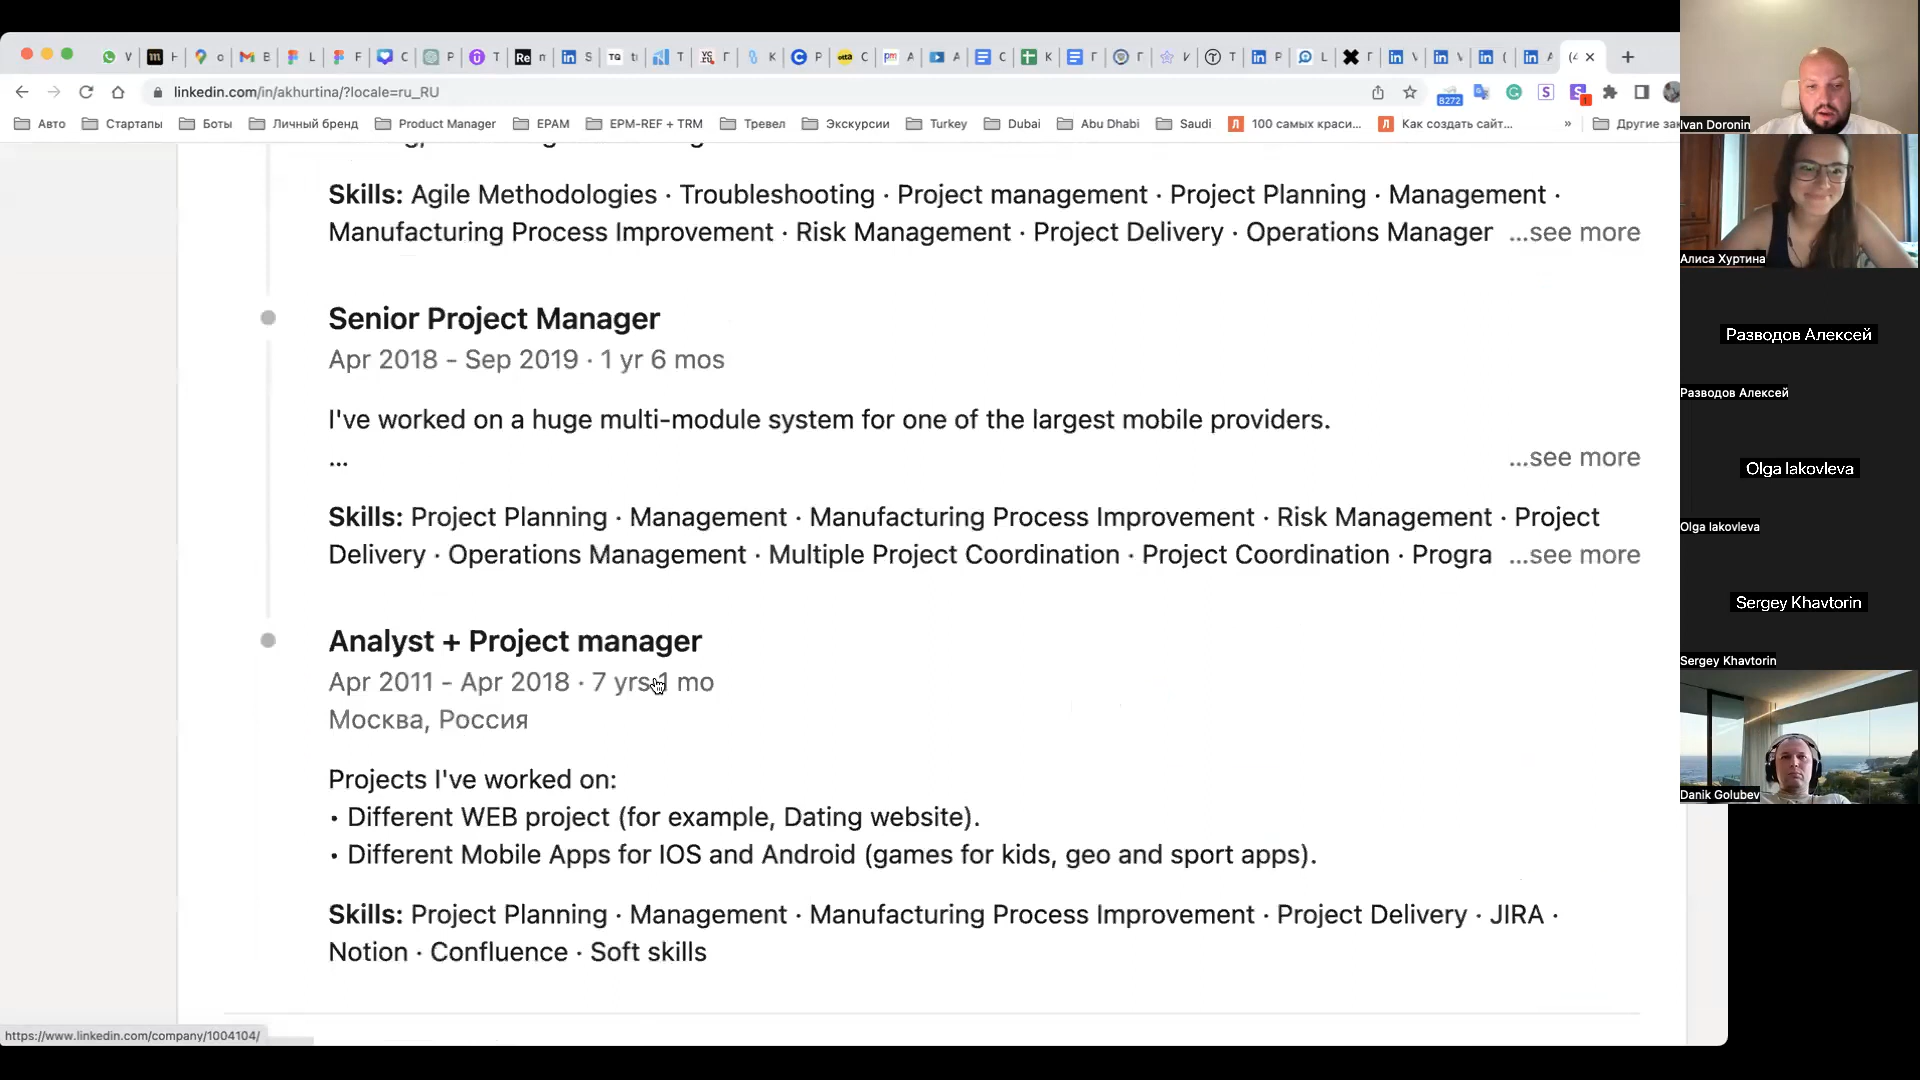 linkedin.com/in/akhurtina/?locale=ru_RU
8272
1
Авто
Стартапы
Боты
Личный бренд
Product Manager
EPAM
EPM-REF + TRM
Тревел
Экскурсии
Turkey
Dubai
Abu Dhabi
Saudi
100 самых краси...
Как создать сайт...
»
Skills: Agile Methodologies · Troubleshooting · Project management · Project Planning · Management ·
Manufacturing Process Improvement · Risk Management · Project Delivery · Operations Manager ...see more
Senior Project Manager
Apr 2018 - Sep 2019 · 1 yr 6 mos
I've worked on a huge multi-module system for one of the largest mobile providers.
...
...see more
Skills: Project Planning · Management · Manufacturing Process Improvement · Risk Management · Project
Delivery · Operations Management · Multiple Project Coordination · Project Coordination · Progra ...see more
Analyst + Project manager
Apr 2011 - Apr 2018 · 7 yrs 1 mo
Москва, Россия
Projects I've worked on:
• Different WEB project (for example, Dating website).
• Different Mobile Apps for IOS and Android (games for kids, geo and sport apps).
Skills: Project Planning · Management · Manufacturing Process Improvement · Project Delivery · JIRA ·
Notion · Confluence · Soft skills
https://www.linkedin.com/company/1004104/
Ivan Doronin
Алиса Хуртина
Разводов Алексей
Разводов Алексей
Olga Iakovleva
Olga Iakovleva
Sergey Khavtorin
Sergey Khavtorin
Danik Golubev